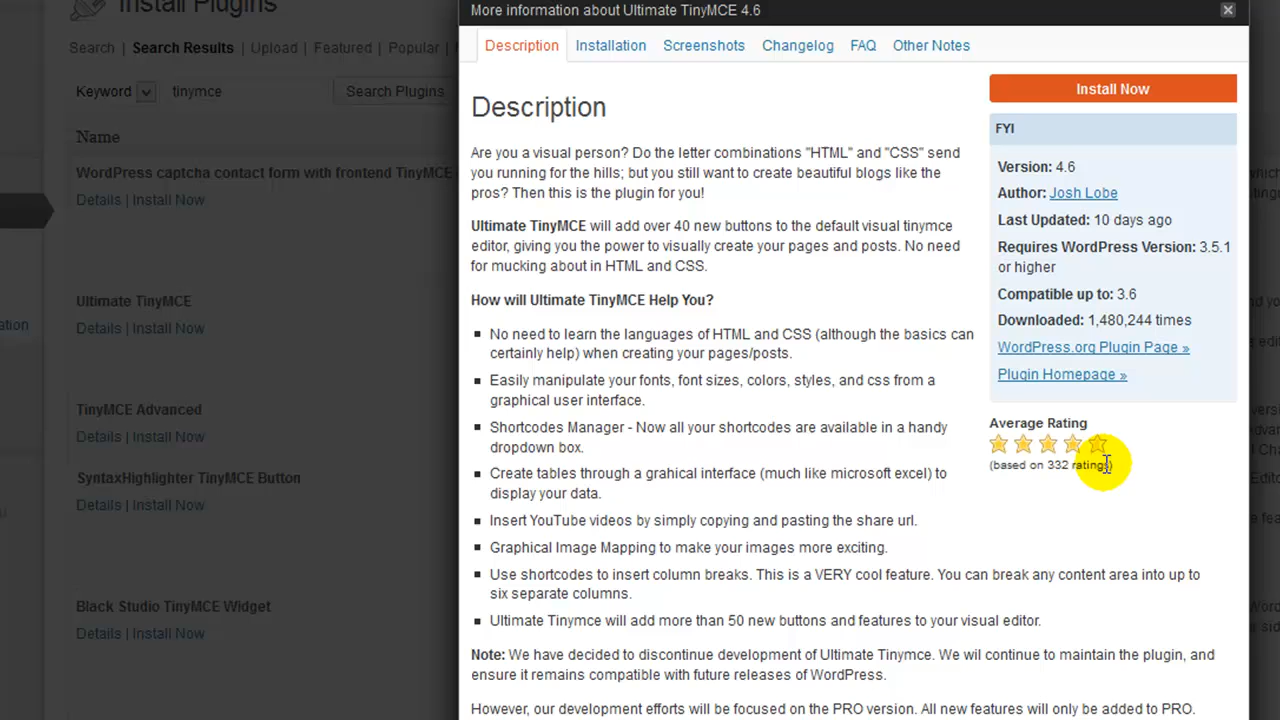 Install Plugins
More information about Ultimate TinyMCE 4.6
Search | Search Results | Upload | Featured | Popular |
Description Installation Screenshots Changelog FAQ Other Notes
Keyword tinymce Search Plugins
Install Now
Description
FYI
Name
Are you a visual person? Do the letter combinations "HTML" and "CSS" send
you running for the hills; but you still want to create beautiful blogs like the
pros? Then this is the plugin for you!
Version: 4.6
Author: Josh Lobe
Last Updated: 10 days ago
Requires WordPress Version: 3.5.1
or higher
Compatible up to: 3.6
Downloaded: 1,480,244 times
WordPress.org Plugin Page »
Plugin Homepage »
WordPress captcha contact form with frontend TinyMCE
Details | Install Now
Ultimate TinyMCE will add over 40 new buttons to the default visual tinymce
editor, giving you the power to visually create your pages and posts. No need
for mucking about in HTML and CSS.
How will Ultimate TinyMCE Help You?
Ultimate TinyMCE
Details | Install Now
No need to learn the languages of HTML and CSS (although the basics can
certainly help) when creating your pages/posts.
Easily manipulate your fonts, font sizes, colors, styles, and css from a
graphical user interface.
TinyMCE Advanced
Details | Install Now
Average Rating
(based on 332 ratings)
Shortcodes Manager - Now all your shortcodes are available in a handy
dropdown box.
SyntaxHighlighter TinyMCE Button
Details | Install Now
Create tables through a grahical interface (much like microsoft excel) to
display your data.
Insert YouTube videos by simply copying and pasting the share url.
Graphical Image Mapping to make your images more exciting.
Use shortcodes to insert column breaks. This is a VERY cool feature. You can break any content area into up to
six separate columns.
Black Studio TinyMCE Widget
Details | Install Now
Ultimate Tinymce will add more than 50 new buttons and features to your visual editor.
Note: We have decided to discontinue development of Ultimate Tinymce. We wil continue to maintain the plugin, and
ensure it remains compatible with future releases of WordPress.
However, our development efforts will be focused on the PRO version. All new features will only be added to PRO.